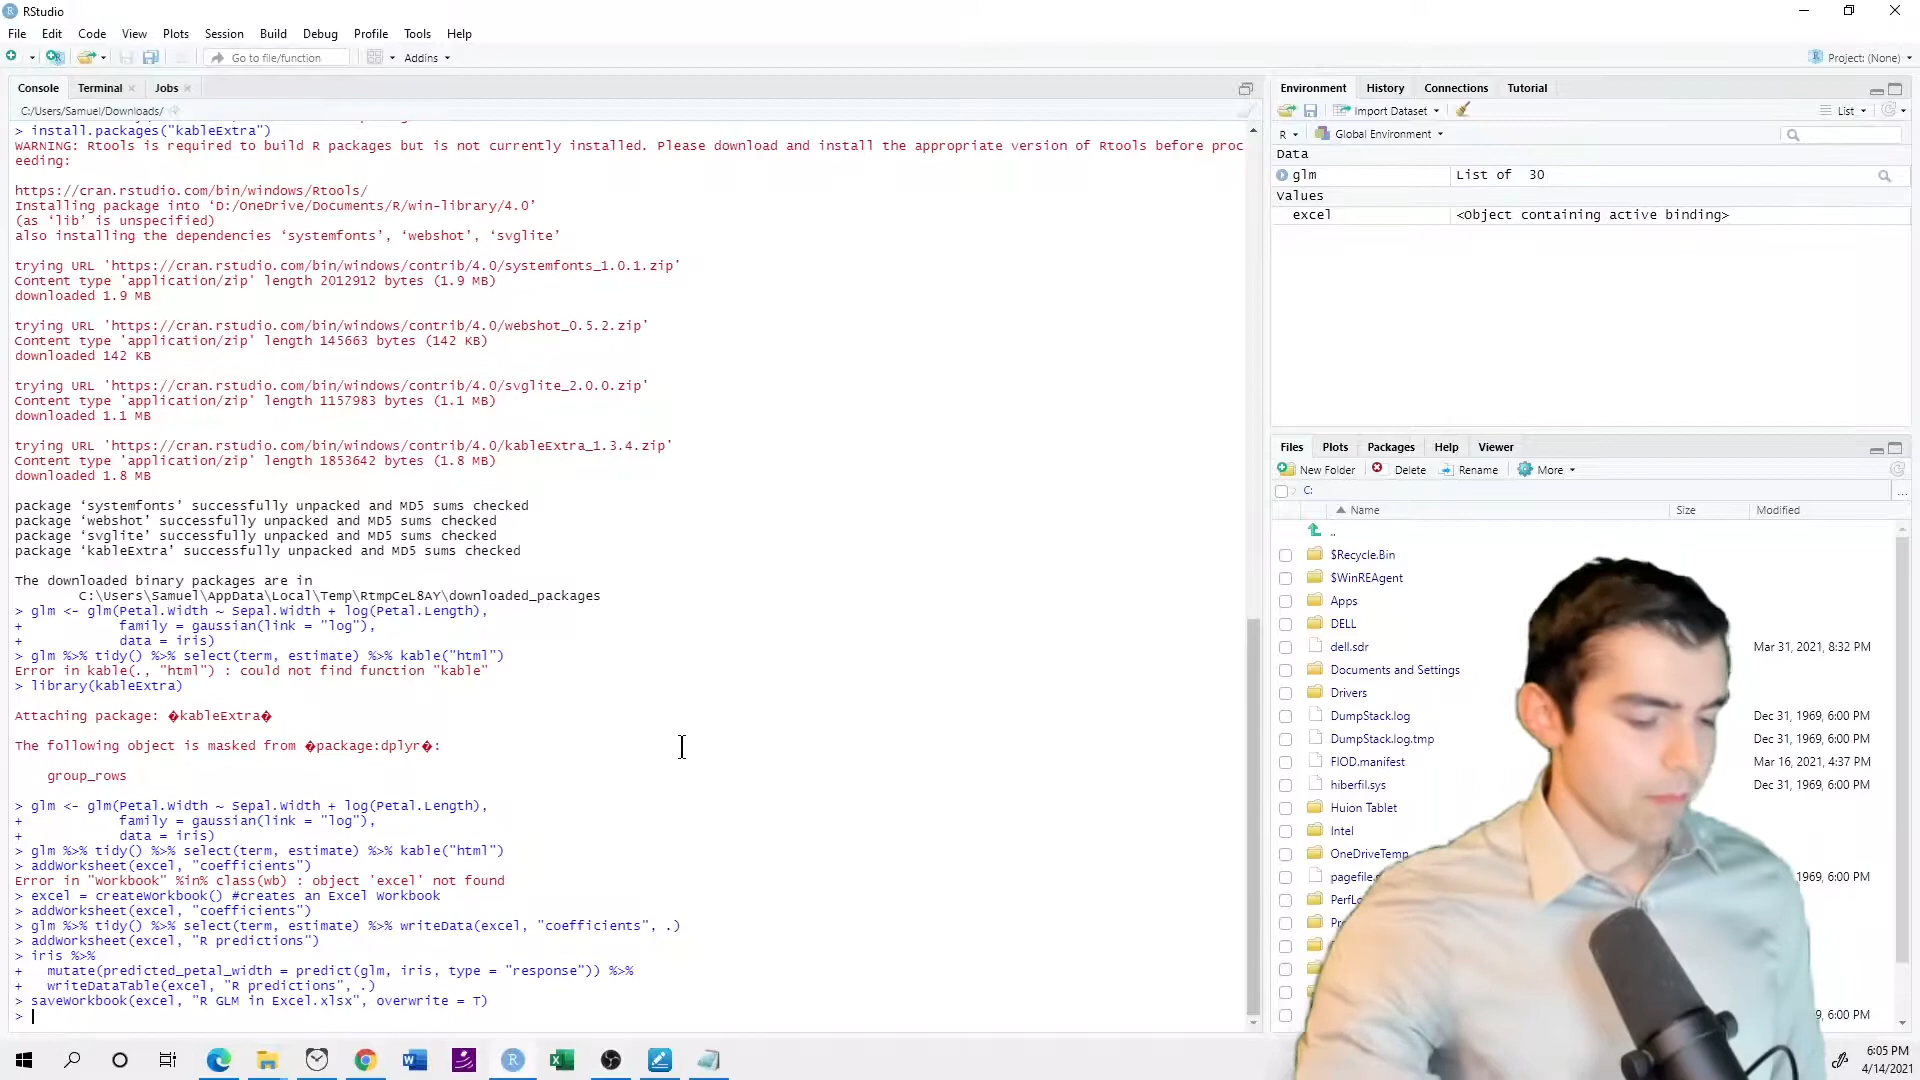 RStudio
File Edit Code View Plots Session Build Debug Profile Tools Help
Go to file/function Addins Project: (None)
Console Terminal Jobs
C:/Users/Samuel/Downloads/
> install.packages("kableExtra")
WARNING: Rtools is required to build R packages but is not currently installed. Please download and install the appropriate version of Rtools before proc
eeding:
https://cran.rstudio.com/bin/windows/Rtools/
Installing package into ‘D:/OneDrive/Documents/R/win-library/4.0’
(as ‘lib’ is unspecified)
also installing the dependencies ‘systemfonts’, ‘webshot’, ‘svglite’
trying URL 'https://cran.rstudio.com/bin/windows/contrib/4.0/systemfonts_1.0.1.zip'
Content type 'application/zip' length 2012912 bytes (1.9 MB)
downloaded 1.9 MB
trying URL 'https://cran.rstudio.com/bin/windows/contrib/4.0/webshot_0.5.2.zip'
Content type 'application/zip' length 145663 bytes (142 KB)
downloaded 142 KB
trying URL 'https://cran.rstudio.com/bin/windows/contrib/4.0/svglite_2.0.0.zip'
Content type 'application/zip' length 1157983 bytes (1.1 MB)
downloaded 1.1 MB
trying URL 'https://cran.rstudio.com/bin/windows/contrib/4.0/kableExtra_1.3.4.zip'
Content type 'application/zip' length 1853642 bytes (1.8 MB)
downloaded 1.8 MB
package ‘systemfonts’ successfully unpacked and MD5 sums checked
package ‘webshot’ successfully unpacked and MD5 sums checked
package ‘svglite’ successfully unpacked and MD5 sums checked
package ‘kableExtra’ successfully unpacked and MD5 sums checked
The downloaded binary packages are in
C:\Users\Samuel\AppData\Local\Temp\RtmpCeL8AY\downloaded_packages
> glm <- glm(Petal.Width ~ Sepal.Width + log(Petal.Length),
+ family = gaussian(link = "log"),
+ data = iris)
> glm %>% tidy() %>% select(term, estimate) %>% kable("html")
Error in kable(., "html") : could not find function "kable"
> library(kableExtra)
Attaching package: �kableExtra�
The following object is masked from �package:dplyr�:
group_rows
> glm <- glm(Petal.Width ~ Sepal.Width + log(Petal.Length),
+ family = gaussian(link = "log"),
+ data = iris)
> glm %>% tidy() %>% select(term, estimate) %>% kable("html")
> addWorksheet(excel, "coefficients")
Error in "Workbook" %in% class(wb) : object 'excel' not found
> excel = createWorkbook() #creates an Excel Workbook
> addWorksheet(excel, "coefficients")
> glm %>% tidy() %>% select(term, estimate) %>% writeData(excel, "coefficients", .)
> addWorksheet(excel, "R predictions")
> iris %>%
+ mutate(predicted_petal_width = predict(glm, iris, type = "response")) %>%
+ writeDataTable(excel, "R predictions", .)
> saveWorkbook(excel, "R GLM in Excel.xlsx", overwrite = T)
>
Environment History Connections Tutorial
Import Dataset List
R Global Environment
Data
glm List of 30
Values
excel <Object containing active binding>
Files Plots Packages Help Viewer
New Folder Delete Rename More
C: ...
Name Size Modified
..
$Recycle.Bin
$WinREAgent
Apps
DELL
dell.sdr Mar 31, 2021, 8:32 PM
Documents and Settings
Drivers
DumpStack.log Dec 31, 1969, 6:00 PM
DumpStack.log.tmp Dec 31, 1969, 6:00 PM
FIOD.manifest Mar 16, 2021, 4:37 PM
hiberfil.sys Dec 31, 1969, 6:00 PM
Huion Tablet
Intel
OneDriveTemp
pagefile. 1969, 6:00 PM
6:00 PM
6:05 PM
4/14/2021